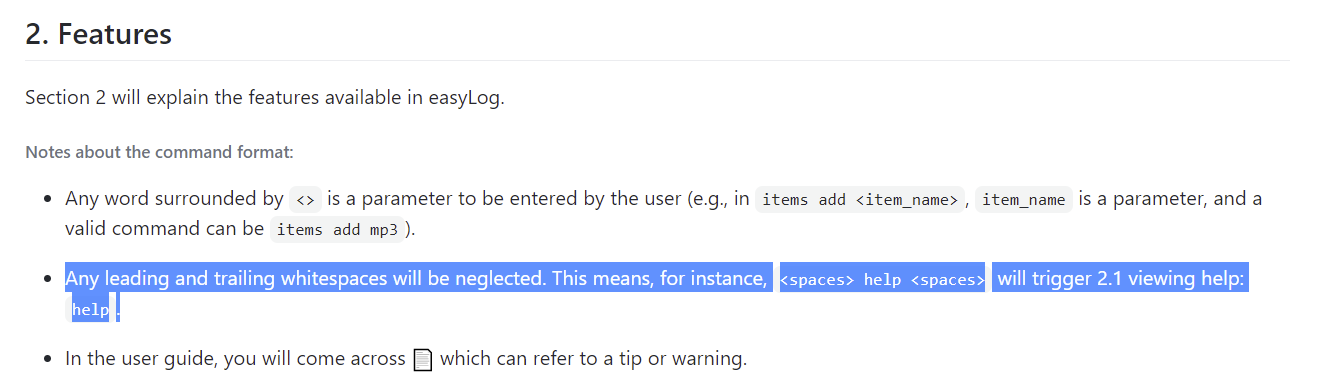 2. Features
Section 2 will explain the features available in easyLog.
Notes about the command format:
• Any word surrounded by <> is a parameter to be entered by the user (e.g., in items add <item_name>, item_name is a parameter, and a
valid command can be items add mp3).
• Any leading and trailing whitespaces will be neglected. This means, for instance, <spaces> help <spaces> will trigger 2.1 viewing help:
help.
• In the user guide, you will come across 📄 which can refer to a tip or warning.